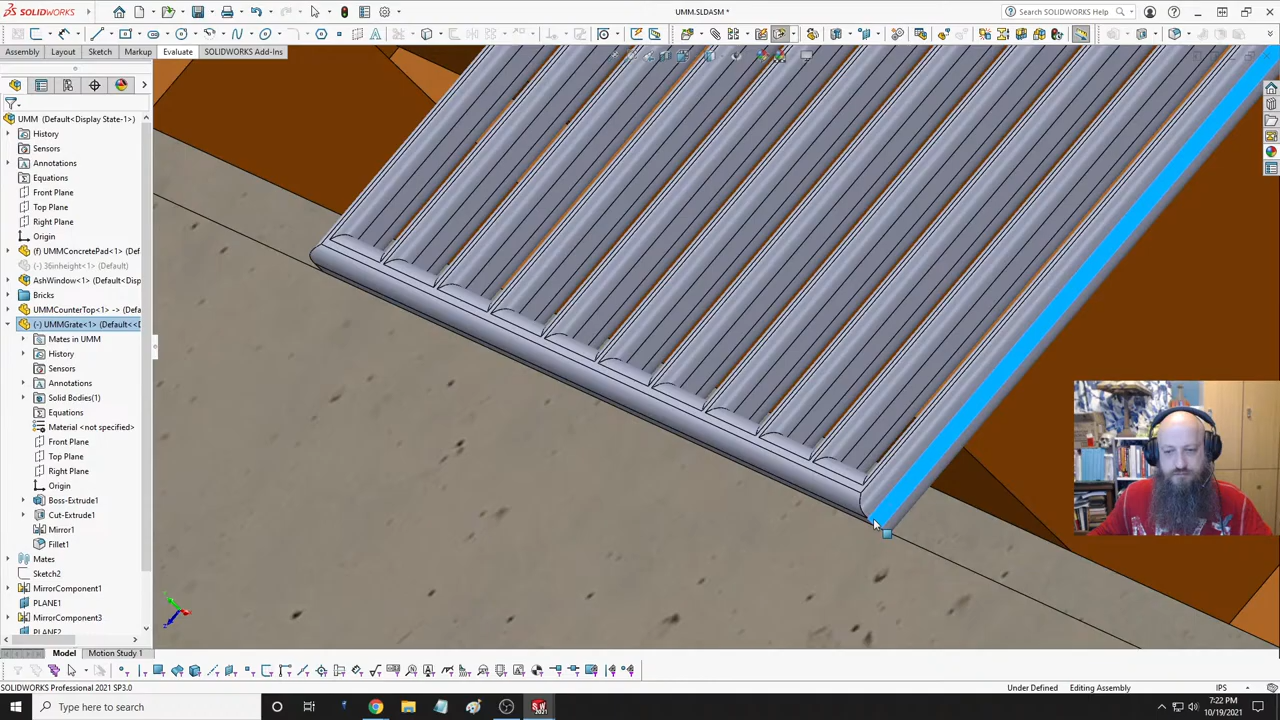 SOLIDWORKS
UMM.SLDASM *
Search SOLIDWORKS Help
Assembly
Layout
Sketch
Markup
Evaluate
SOLIDWORKS Add-Ins
UMM (Default<Display State-1>)
History
Sensors
Annotations
Equations
Front Plane
Top Plane
Right Plane
Origin
(f) UMMConcretePad<1> (Def
(-) 36inheight<1> (Default)
AshWindow<1> (Default<Disp
Bricks
UMMCounterTop<1> -> (Defa
(-) UMMGrate<1> (Default<<D
Mates in UMM
History
Sensors
Annotations
Solid Bodies(1)
Equations
Material <not specified>
Front Plane
Top Plane
Right Plane
Origin
Boss-Extrude1
Cut-Extrude1
Mirror1
Fillet1
Mates
Sketch2
MirrorComponent1
PLANE1
MirrorComponent3
PLANE2
Model
Motion Study 1
SOLIDWORKS Professional 2021 SP3.0
Under Defined
Editing Assembly
IPS
Type here to search
7:22 PM
10/19/2021